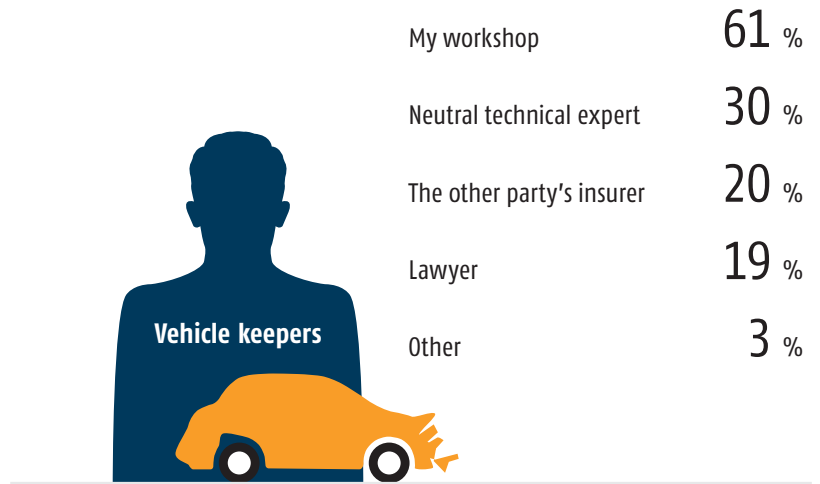 My workshop 61 %
Neutral technical expert 30 %
The other party's insurer 20 %
Lawyer 19 %
Vehicle keepers
Other 3 %